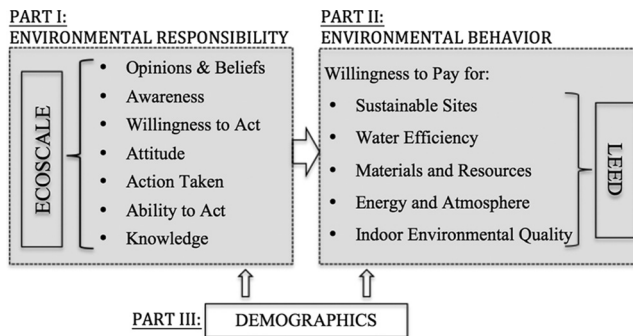 PART I:
ENVIRONMENTAL RESPONSIBILITY
ECOSCALE
• Opinions & Beliefs
• Awareness
• Willingness to Act
• Attitude
• Action Taken
• Ability to Act
• Knowledge
PART II:
ENVIRONMENTAL BEHAVIOR
Willingness to Pay for:
• Sustainable Sites
• Water Efficiency
• Materials and Resources
• Energy and Atmosphere
• Indoor Environmental Quality
LEED
PART III: DEMOGRAPHICS